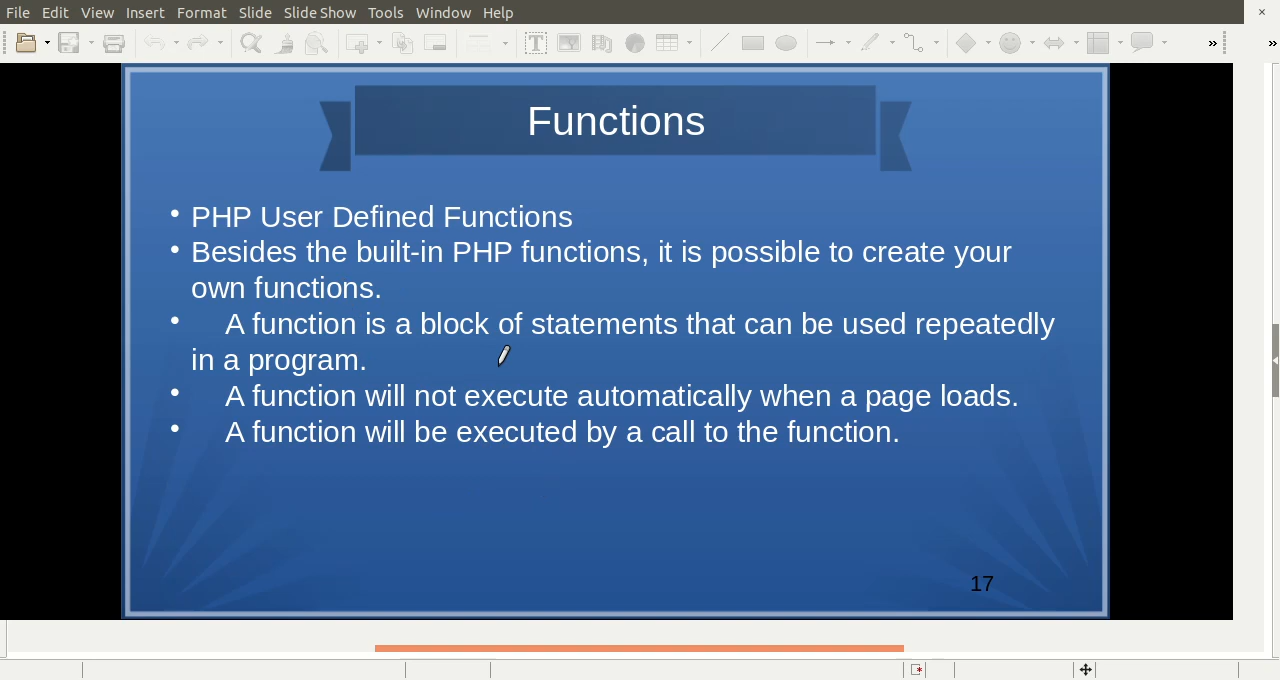 File Edit View Insert Format Slide Slide Show Tools Window Help
Functions
• PHP User Defined Functions
• Besides the built-in PHP functions, it is possible to create your
own functions.
• A function is a block of statements that can be used repeatedly
in a program.
• A function will not execute automatically when a page loads.
• A function will be executed by a call to the function.
17